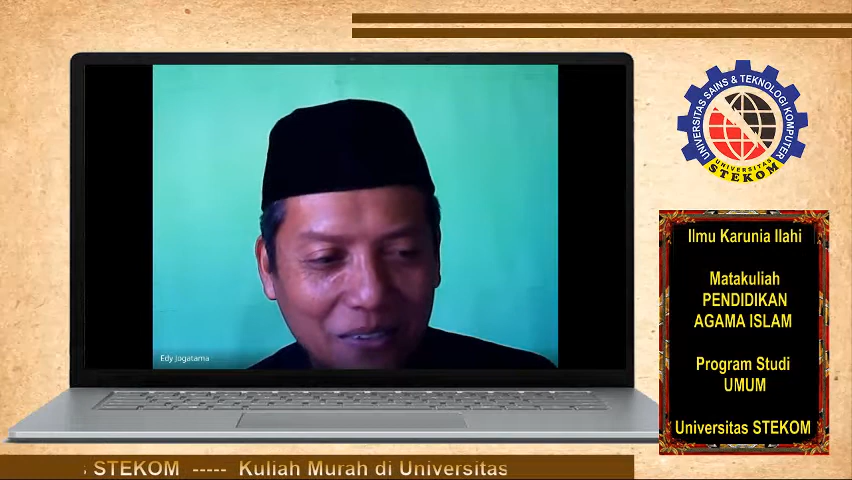 UNIVERSITAS SAINS & TEKNOLOGI KOMPUTER
UNIVERSITAS
STEKOM
Ilmu Karunia Ilahi
Matakuliah
PENDIDIKAN
AGAMA ISLAM
Program Studi
UMUM
Universitas STEKOM
Edy Jogatama
STEKOM ----- Kuliah Murah di Universitas